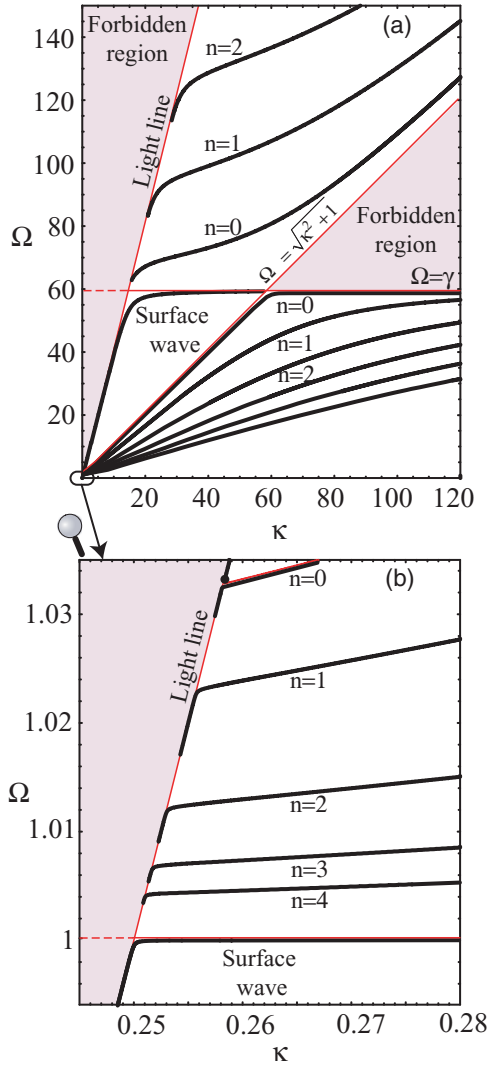 140
120
100
80
60
40
20
Ω
Forbidden
region
(a)
n=2
Light line
n=1
n=0
Ω = √κ² +1
Forbidden
region
Ω=γ
Surface
wave
n=0
n=1
n=2
20 40 60 80 100 120
κ
(b)
1.03
1.02
1.01
1
Ω
Light line
n=0
n=1
n=2
n=3
n=4
Surface
wave
0.25 0.26 0.27 0.28
κ